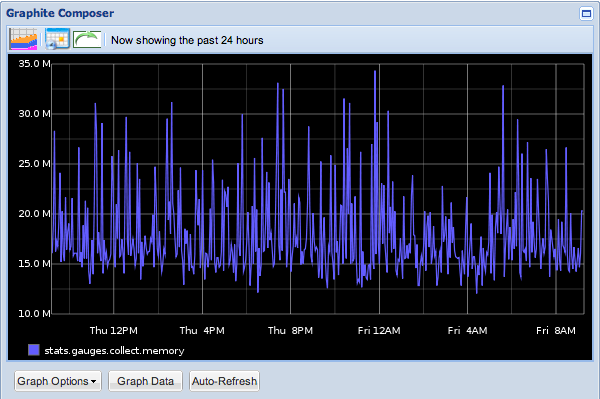 Graphite Composer
Now showing the past 24 hours
35.0 M
30.0 M
25.0 M
20.0 M
15.0 M
10.0 M
Thu 12PM Thu 4PM Thu 8PM Fri 12AM Fri 4AM Fri 8AM
stats.gauges.collect.memory
Graph Options Graph Data Auto-Refresh